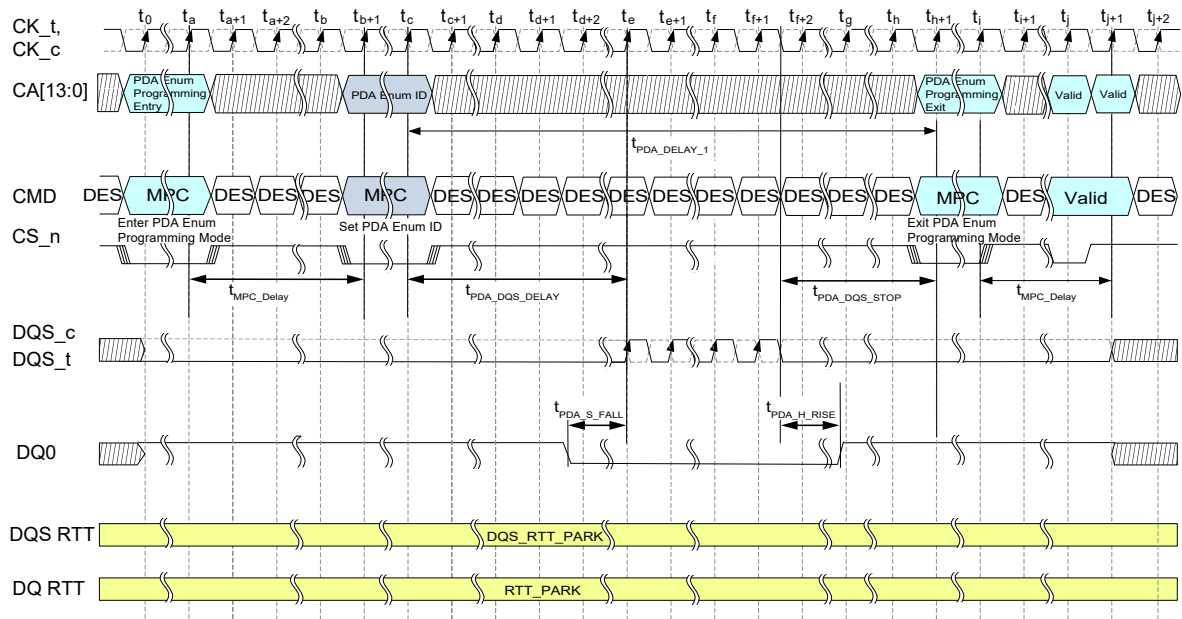 t0 ta ta+1 ta+2 tb tb+1 tc tc+1 td td+1 td+2 te te+1 tf tf+1 tf+2 tg th th+1 ti ti+1 tj tj+1 tj+2
CK_t,
CK_c
CA[13:0]
PDA Enum
Programming
Entry
PDA Enum ID
PDA Enum
Programming
Exit
Valid Valid
tPDA_DELAY_1
CMD
DES MPC DES DES DES MPC DES DES DES DES DES DES DES DES DES DES DES MPC DES Valid DES
Enter PDA Enum
Programming Mode
Set PDA Enum ID
Exit PDA Enum
Programming Mode
CS_n
tMPC_Delay tPDA_DQS_DELAY tPDA_DQS_STOP tMPC_Delay
DQS_c
DQS_t
tPDA_S_FALL tPDA_H_RISE
DQ0
DQS RTT DQS_RTT_PARK
DQ RTT RTT_PARK